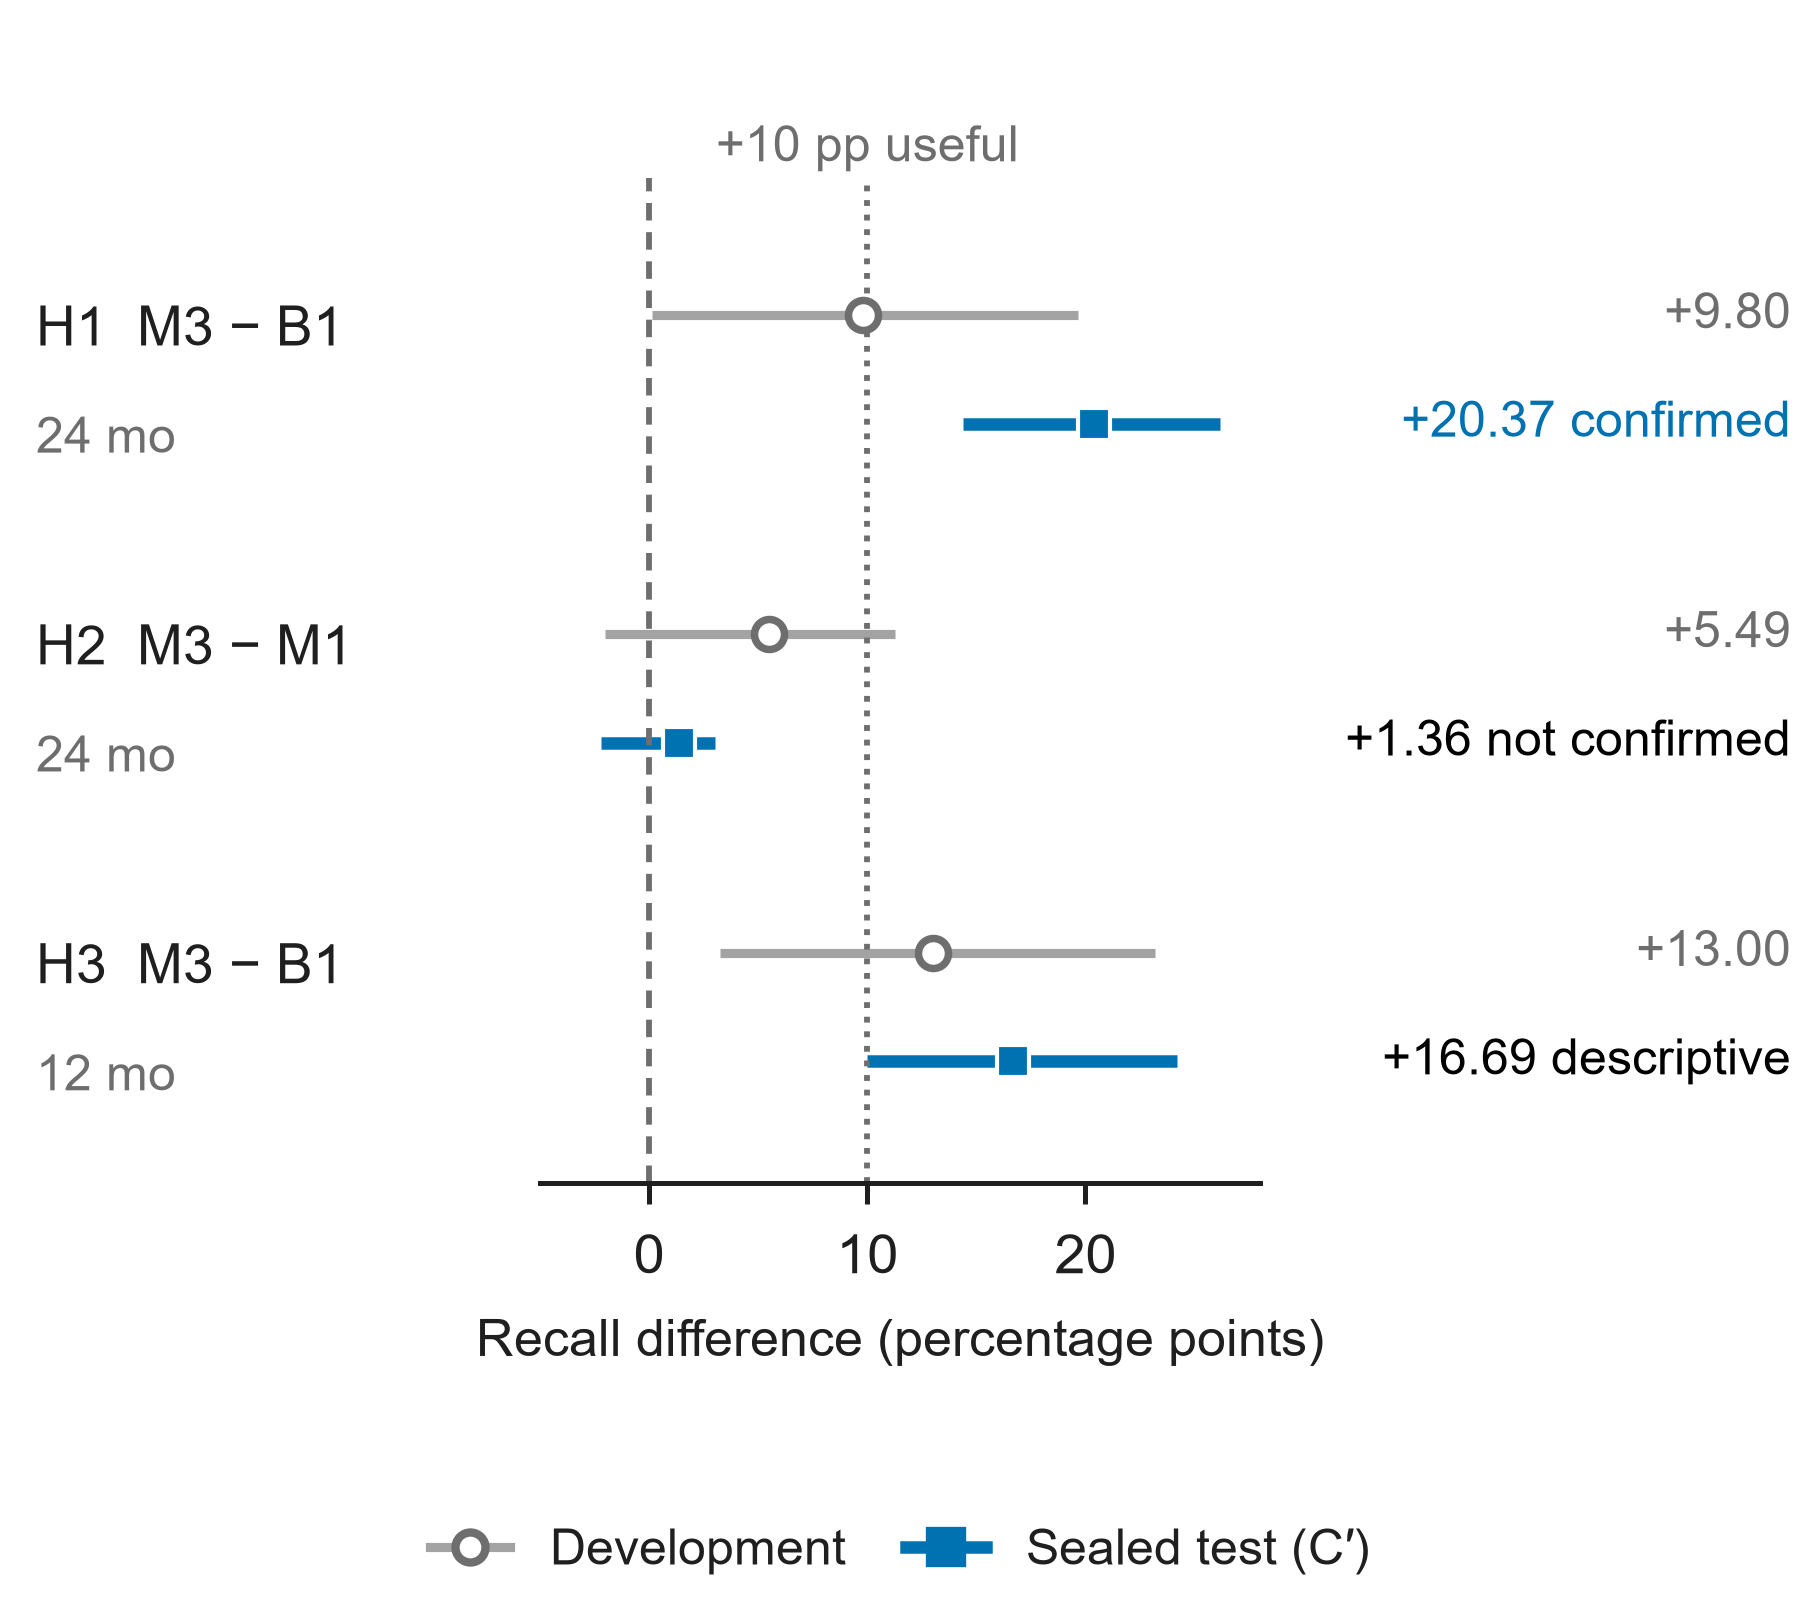 +10 pp useful
H1 M3 − B1
+9.80
24 mo
+20.37 confirmed
H2 M3 − M1
+5.49
24 mo
+1.36 not confirmed
H3 M3 − B1
+13.00
12 mo
+16.69 descriptive
0 10 20
Recall difference (percentage points)
Development
Sealed test (C′)